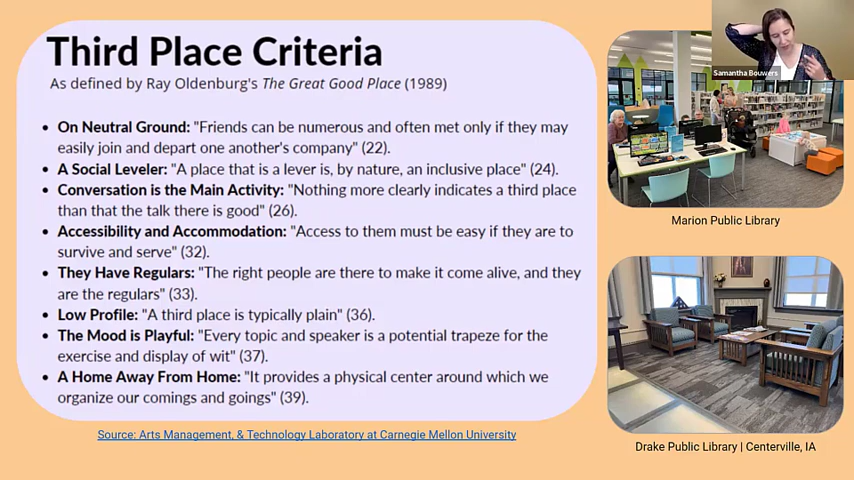 Third Place Criteria
As defined by Ray Oldenburg's The Great Good Place (1989)
• On Neutral Ground: "Friends can be numerous and often met only if they may
easily join and depart one another's company" (22).
• A Social Leveler: "A place that is a lever is, by nature, an inclusive place" (24).
• Conversation is the Main Activity: "Nothing more clearly indicates a third place
than that the talk there is good" (26).
• Accessibility and Accommodation: "Access to them must be easy if they are to
survive and serve" (32).
• They Have Regulars: "The right people are there to make it come alive, and they
are the regulars" (33).
• Low Profile: "A third place is typically plain" (36).
• The Mood is Playful: "Every topic and speaker is a potential trapeze for the
exercise and display of wit" (37).
• A Home Away From Home: "It provides a physical center around which we
organize our comings and goings" (39).
Source: Arts Management, & Technology Laboratory at Carnegie Mellon University
Samantha Bouwers
Marion Public Library
Drake Public Library | Centerville, IA